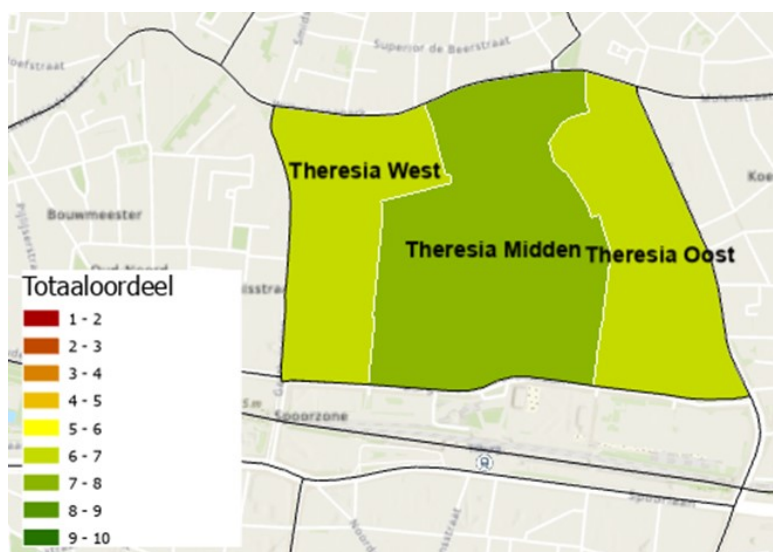 Superior de Beerstraat
Theresia West
Bouwmeester
Theresia Midden
Theresia Oost
Totaaloordeel
1 - 2
2 - 3
3 - 4
4 - 5
5 - 6
6 - 7
7 - 8
8 - 9
9 - 10
Spoorzone
Spoorlaan